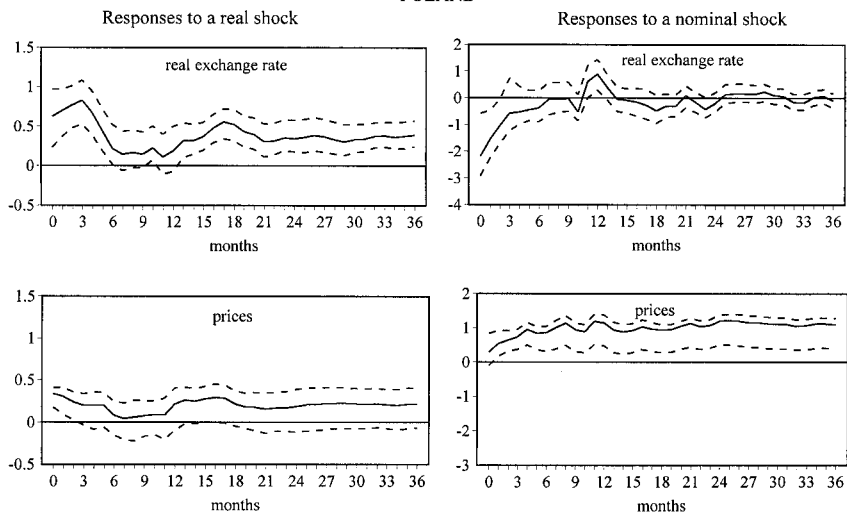 POLAND
Responses to a real shock
Responses to a nominal shock
real exchange rate
1.5
1
0.5
0
-0.5
0 3 6 9 12 15 18 21 24 27 30 33 36
months
real exchange rate
2
1
0
-1
-2
-3
-4
0 3 6 9 12 15 18 21 24 27 30 33 36
months
prices
1.5
1
0.5
0
-0.5
0 3 6 9 12 15 18 21 24 27 30 33 36
months
prices
2
1
0
-1
-2
-3
0 3 6 9 12 15 18 21 24 27 30 33 36
months